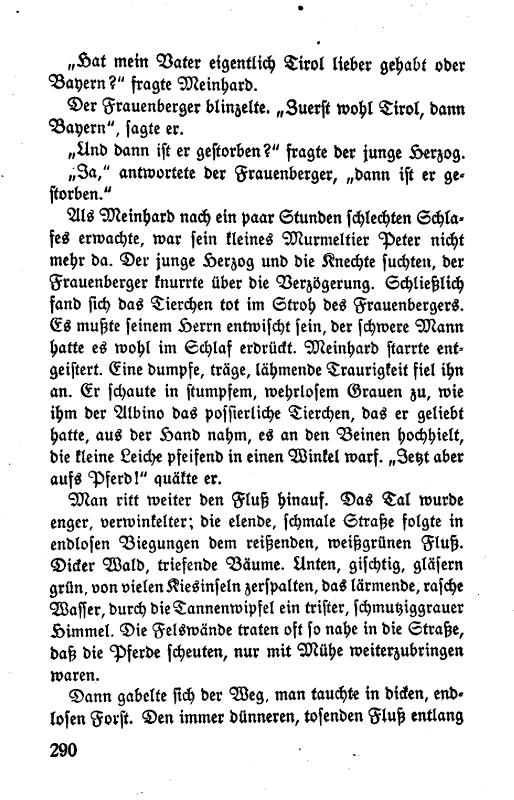 „Hat mein Vater eigentlich Tirol lieber gehabt oder
Bayern?“ fragte Meinhard.
Der Frauenberger blinzelte. „Zuerst wohl Tirol, dann
Bayern“, sagte er.
„Und dann ist er gestorben?“ fragte der junge Herzog.
„Ja,“ antwortete der Frauenberger, „dann ist er ge-
storben.“
Als Meinhard nach ein paar Stunden schlechten Schla-
fes erwachte, war sein kleines Murmeltier Peter nicht
mehr da. Der junge Herzog und die Knechte suchten, der
Frauenberger knurrte über die Verzögerung. Schließlich
fand sich das Tierchen tot im Stroh des Frauenbergers.
Es mußte seinem Herrn entwischt sein, der schwere Mann
hatte es wohl im Schlaf erdrückt. Meinhard starrte ent-
geistert. Eine dumpfe, träge, lähmende Traurigkeit fiel ihn
an. Er schaute in stumpfem, wehrlosem Grauen zu, wie
ihm der Albino das possierliche Tierchen, das er geliebt
hatte, aus der Hand nahm, es an den Beinen hochhielt,
die kleine Leiche pfeifend in einen Winkel warf. „Jetzt aber
aufs Pferd!“ quäkte er.
Man ritt weiter den Fluß hinauf. Das Tal wurde
enger, verwinkelter; die elende, schmale Straße folgte in
endlosen Biegungen dem reißenden, weißgrünen Fluß.
Dicker Wald, triefende Bäume. Unten, gischtig, gläsern
grün, von vielen Kiesinseln zerspalten, das lärmende, rasche
Wasser, durch die Tannenwipfel ein trister, schmutziggrauer
Himmel. Die Felswände traten oft so nahe in die Straße,
daß die Pferde scheuten, nur mit Mühe weiterzubringen
waren.
Dann gabelte sich der Weg, man tauchte in dicken, end-
losen Forst. Den immer dünneren, tosenden Fluß entlang
290